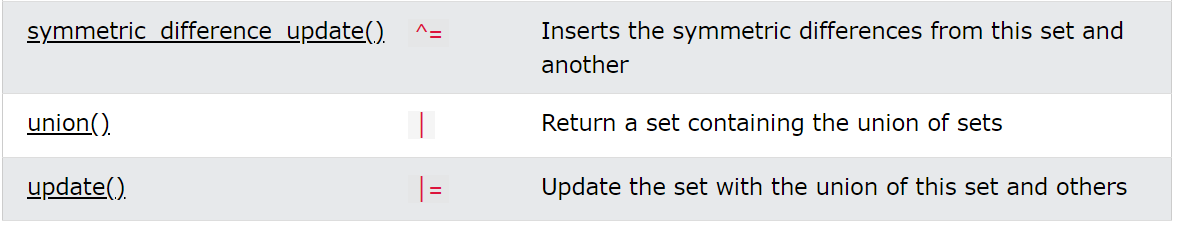 symmetric_difference_update() ^= Inserts the symmetric differences from this set and
another
union() | Return a set containing the union of sets
update() |= Update the set with the union of this set and others